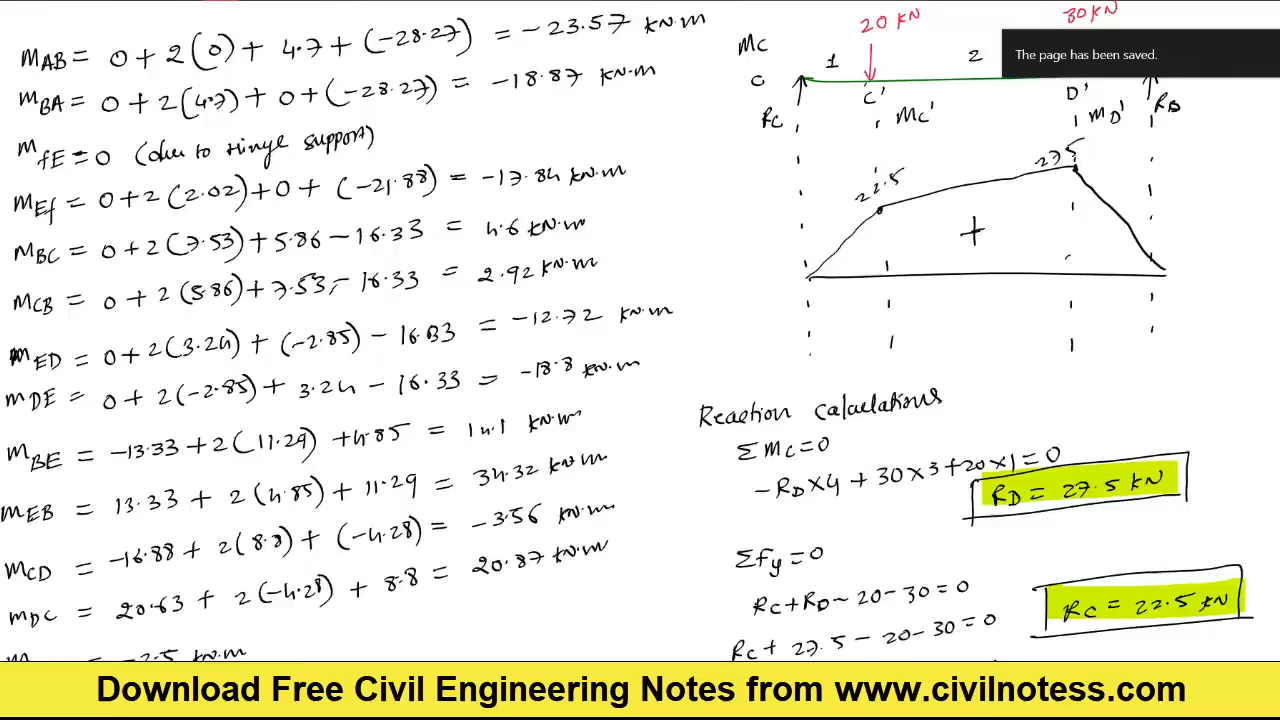 MAB = 0 + 2(0) + 4.7 + (-28.27) = -23.57 kN.m
MBA = 0 + 2(4.7) + 0 + (-28.27) = -18.87 kN.m
MfE = 0 (due to Hinge support)
MEf = 0 + 2(2.02) + 0 + (-21.88) = -17.84 kN.m
MBC = 0 + 2(7.53) + 5.86 - 16.33 = 4.6 kN.m
MCB = 0 + 2(5.86) + 7.53 - 16.33 = 2.92 kN.m
MED = 0 + 2(3.24) + (-2.85) - 16.33 = -12.72 kN.m
MDE = 0 + 2(-2.85) + 3.24 - 16.33 = -18.8 kN.m
MBE = -13.33 + 2(11.29) + 4.85 = 14.1 kN.m
MEB = 13.33 + 2(4.85) + 11.29 = 34.32 kN.m
MCD = -16.88 + 2(8.8) + (-4.28) = -3.56 kN.m
MDC = 20.63 + 2(-4.28) + 8.8 = 20.87 kN.m
= -2.5 kN.m
20 KN 30 KN
MC 1 2
The page has been saved.
C'
D'
RC MC' MD' RD
22.5 27.5
+
Reaction calculations
ΣMC=0
-RD×4 + 30×3+20×1=0
RD = 27.5 KN
Σfy=0
RC+RD-20-30=0
RC = 22.5 KN
RC + 27.5 - 20-30=0
Download Free Civil Engineering Notes from www.civilnotess.com